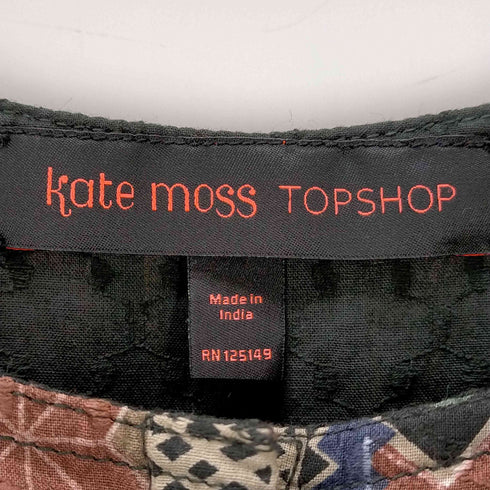 kate moss TOPSHOP
Made in
India
RN 125149